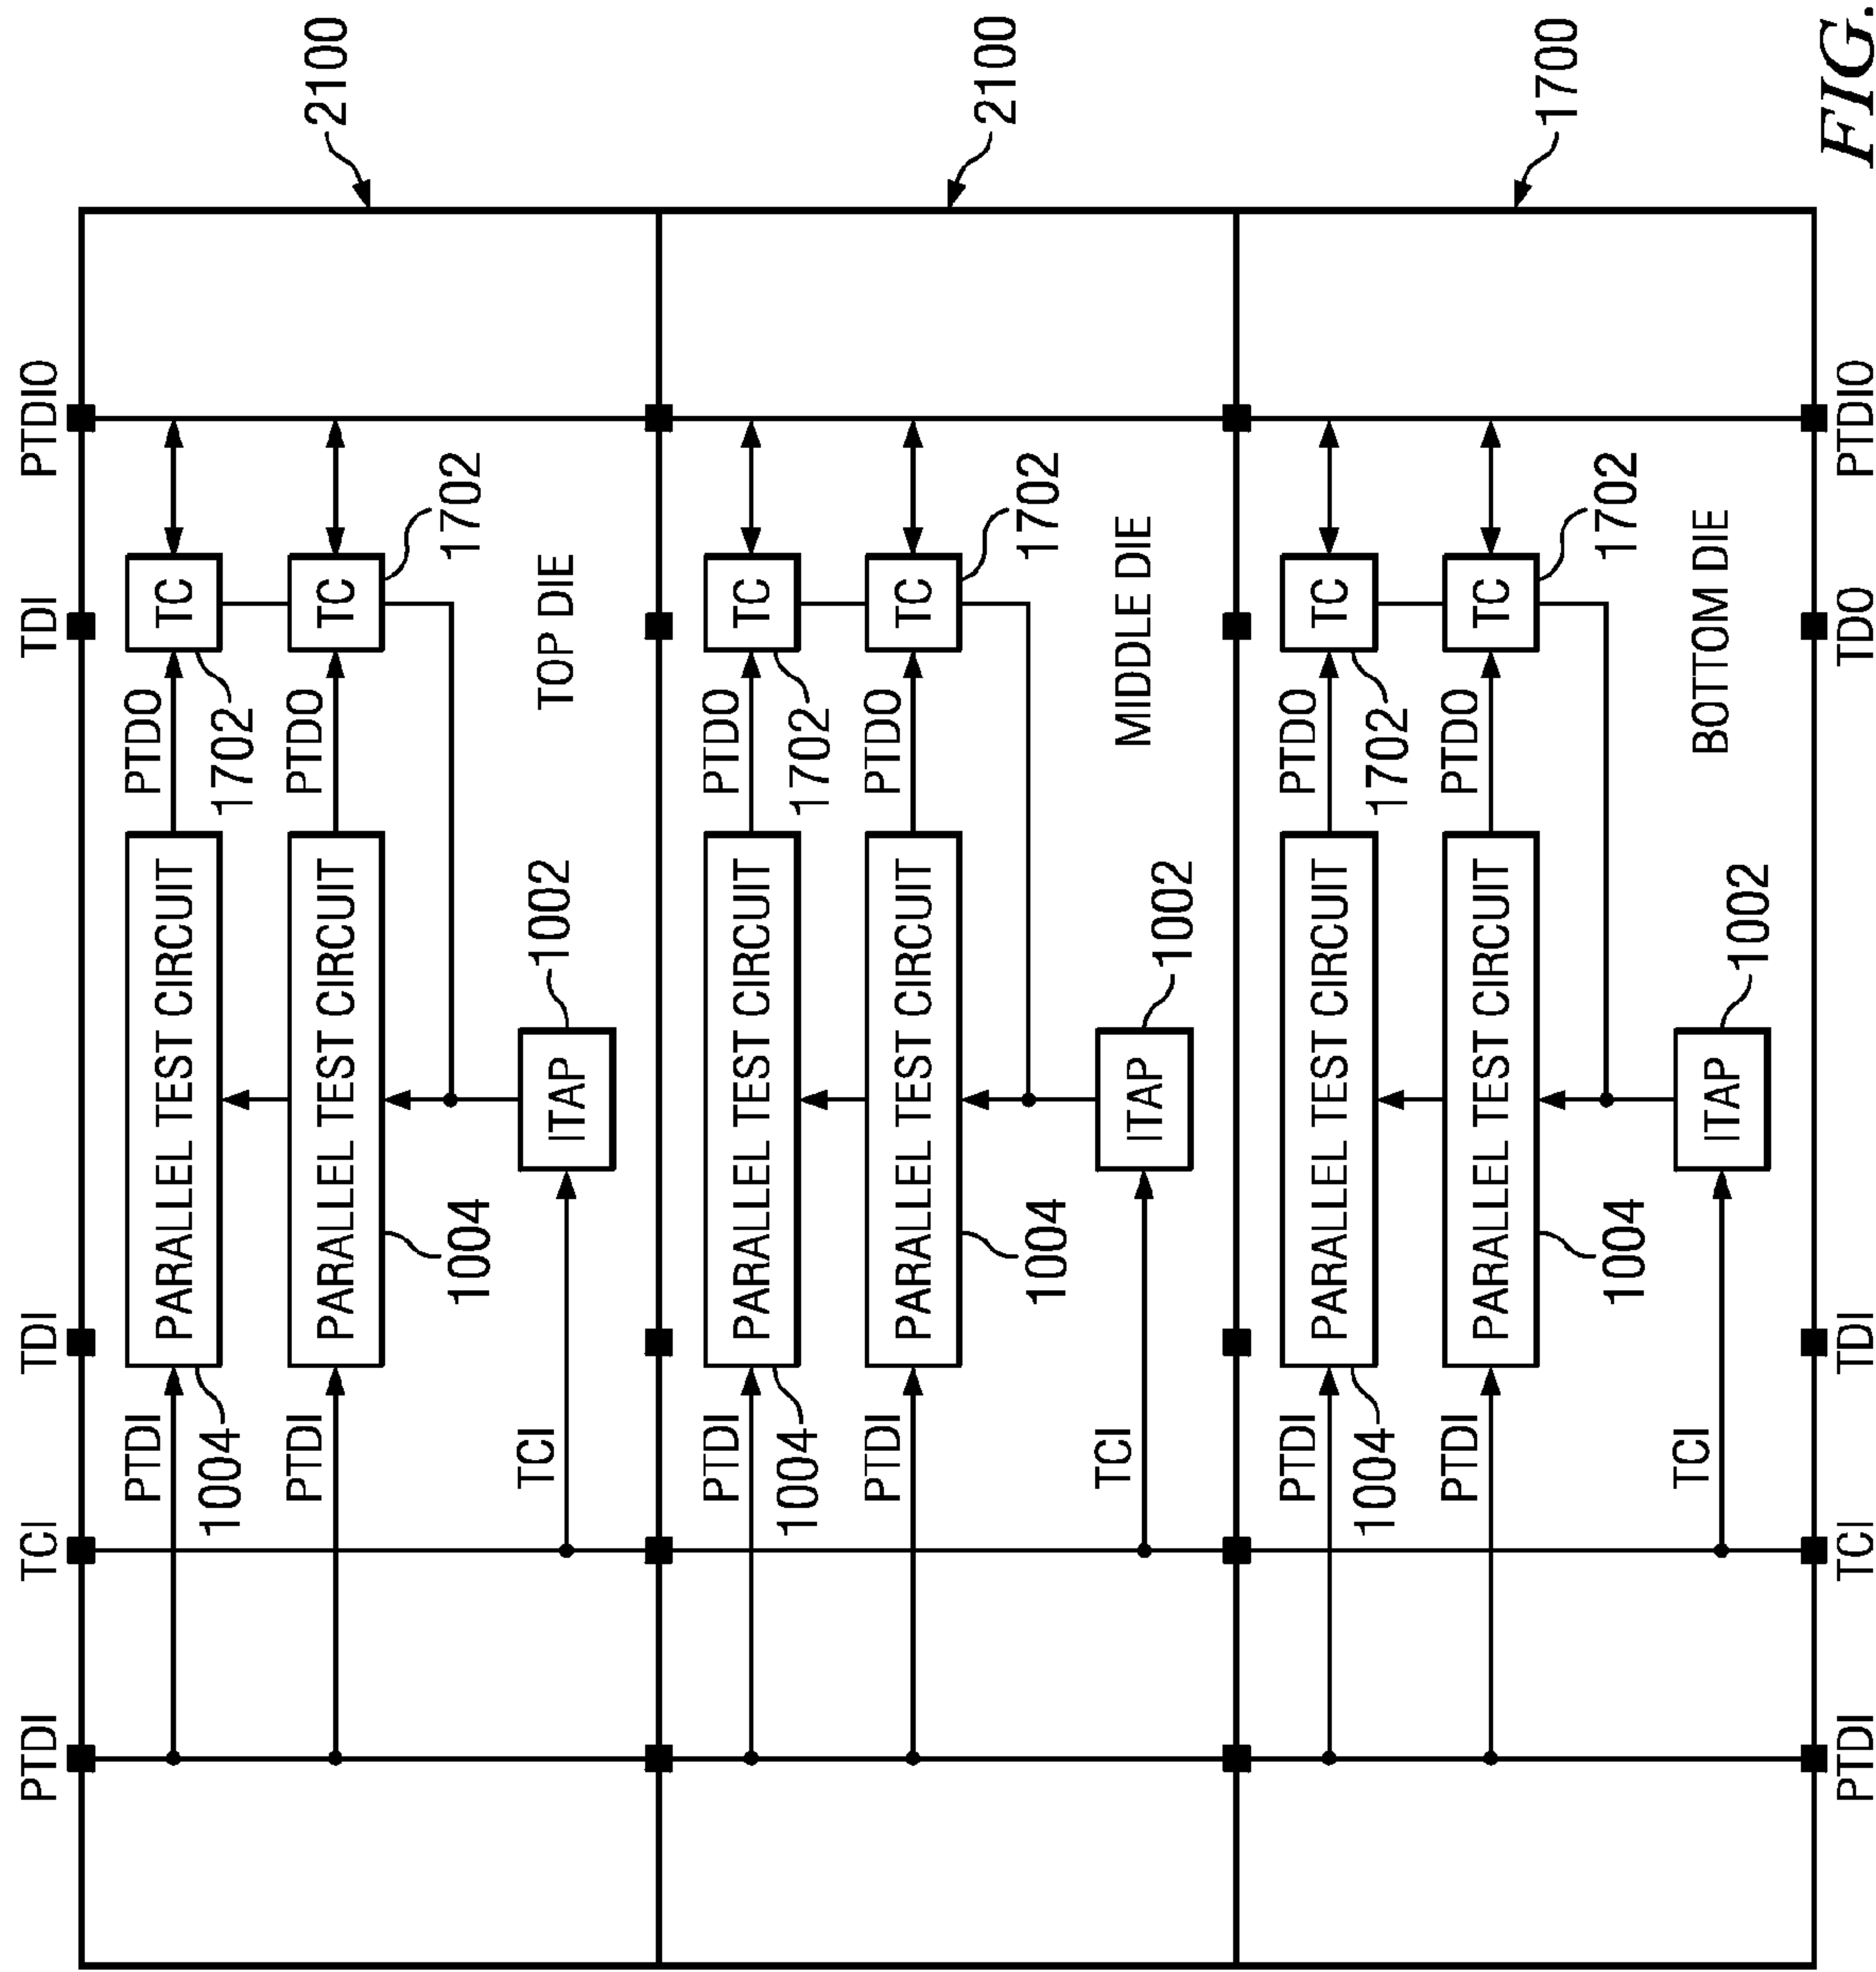 PTDI
TCI
TDI
TDI
PTDIO
PTDI
PTDO
PARALLEL TEST CIRCUIT
TC
1004
1702
PTDI
PTDO
PARALLEL TEST CIRCUIT
TC
2100
1004
1702
TCI
1002
TOP DIE
ITAP
PTDI
PTDO
PARALLEL TEST CIRCUIT
TC
1004
1702
PTDI
PTDO
PARALLEL TEST CIRCUIT
TC
2100
1004
1702
TCI
1002
MIDDLE DIE
ITAP
PTDI
PTDO
PARALLEL TEST CIRCUIT
TC
1004
1702
PTDI
PTDO
PARALLEL TEST CIRCUIT
TC
1700
1004
1702
TCI
1002
BOTTOM DIE
ITAP
PTDI
TCI
TDI
TDO
PTDIO
FIG.